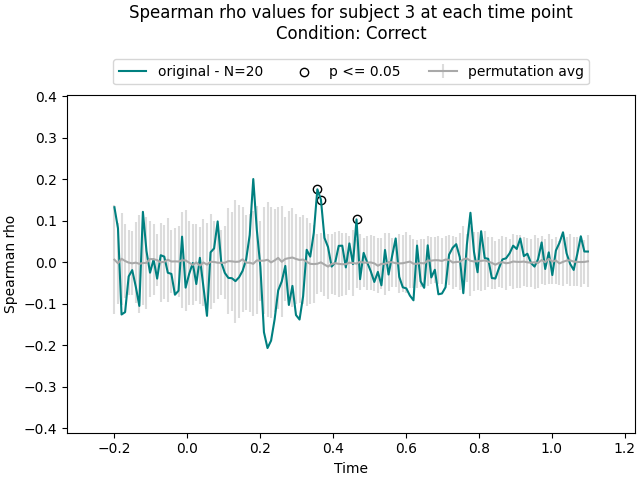 Spearman rho values for subject 3 at each time point
Condition: Correct
original - N=20
p <= 0.05
permutation avg
0.4
0.3
0.2
0.1
0.0
−0.1
−0.2
−0.3
−0.4
Spearman rho
−0.2
0.0
0.2
0.4
0.6
0.8
1.0
1.2
Time